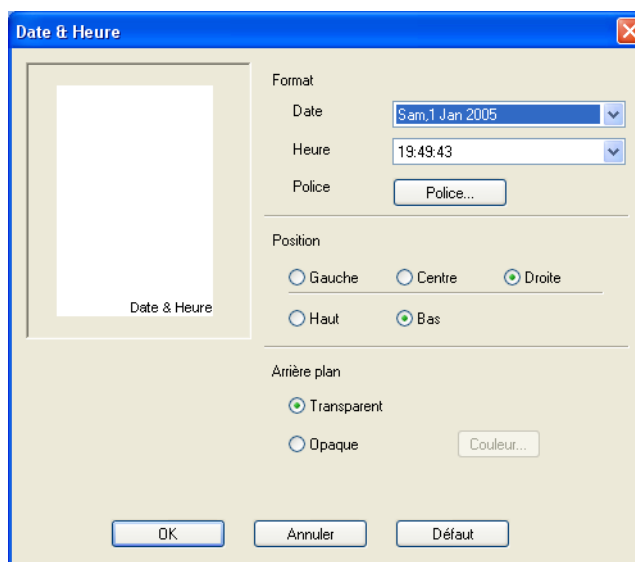 Date & Heure
Date & Heure
Format
Date
Sam,1 Jan 2005
Heure
19:49:43
Police
Police...
Position
Gauche Centre Droite
Haut Bas
Arrière plan
Transparent
Opaque Couleur...
OK Annuler Défaut